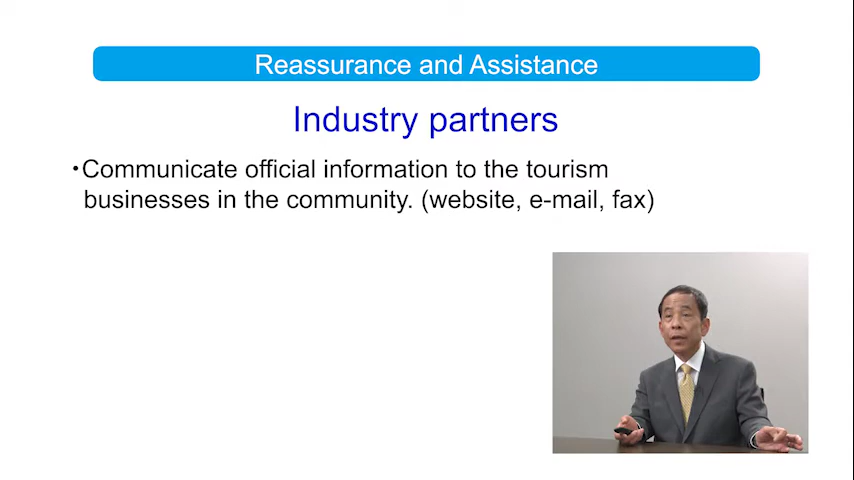 Reassurance and Assistance
Industry partners
・Communicate official information to the tourism
businesses in the community. (website, e-mail, fax)